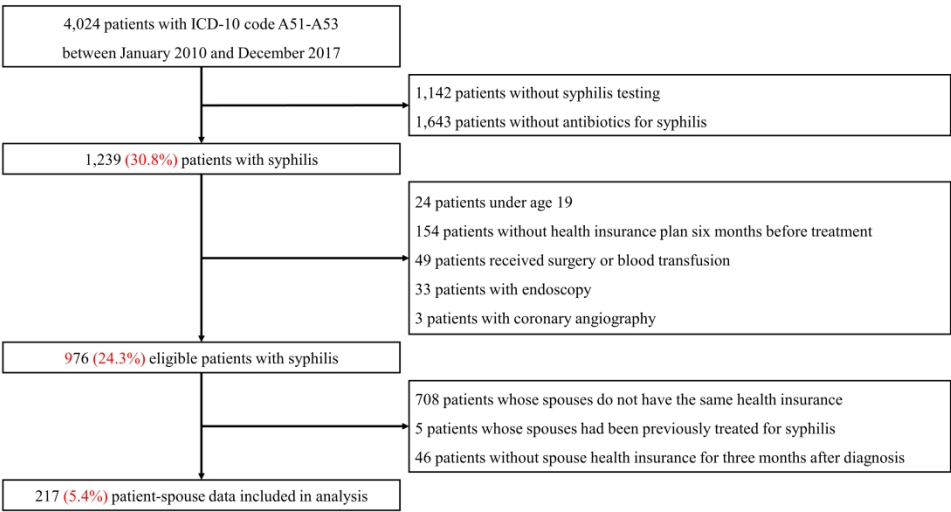 4,024 patients with ICD-10 code A51-A53
between January 2010 and December 2017
1,142 patients without syphilis testing
1,643 patients without antibiotics for syphilis
1,239 (30.8%) patients with syphilis
24 patients under age 19
154 patients without health insurance plan six months before treatment
49 patients received surgery or blood transfusion
33 patients with endoscopy
3 patients with coronary angiography
976 (24.3%) eligible patients with syphilis
708 patients whose spouses do not have the same health insurance
5 patients whose spouses had been previously treated for syphilis
46 patients without spouse health insurance for three months after diagnosis
217 (5.4%) patient-spouse data included in analysis